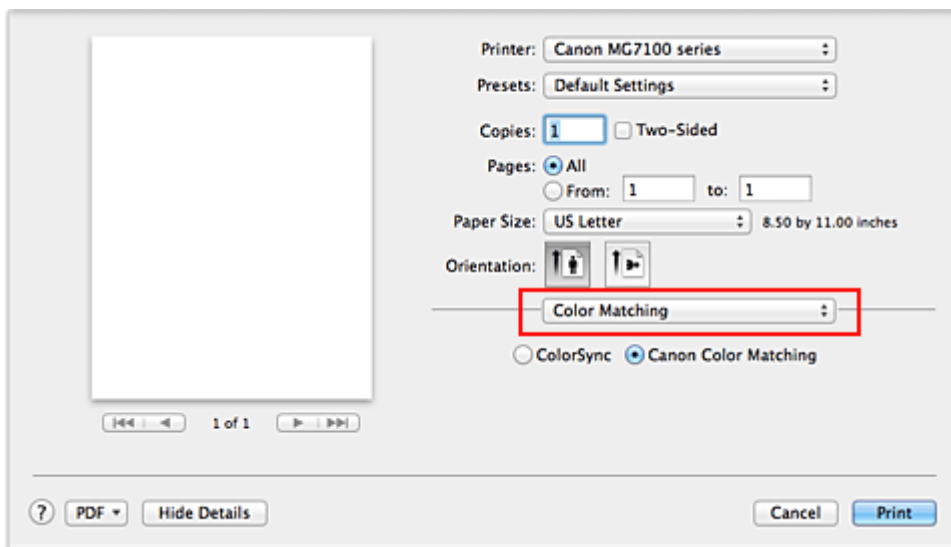 Printer: Canon MG7100 series
Presets: Default Settings
Copies: 1 Two-Sided
Pages: All
From: 1 to: 1
Paper Size: US Letter 8.50 by 11.00 inches
Orientation:
Color Matching
ColorSync Canon Color Matching
1 of 1
? PDF Hide Details Cancel Print